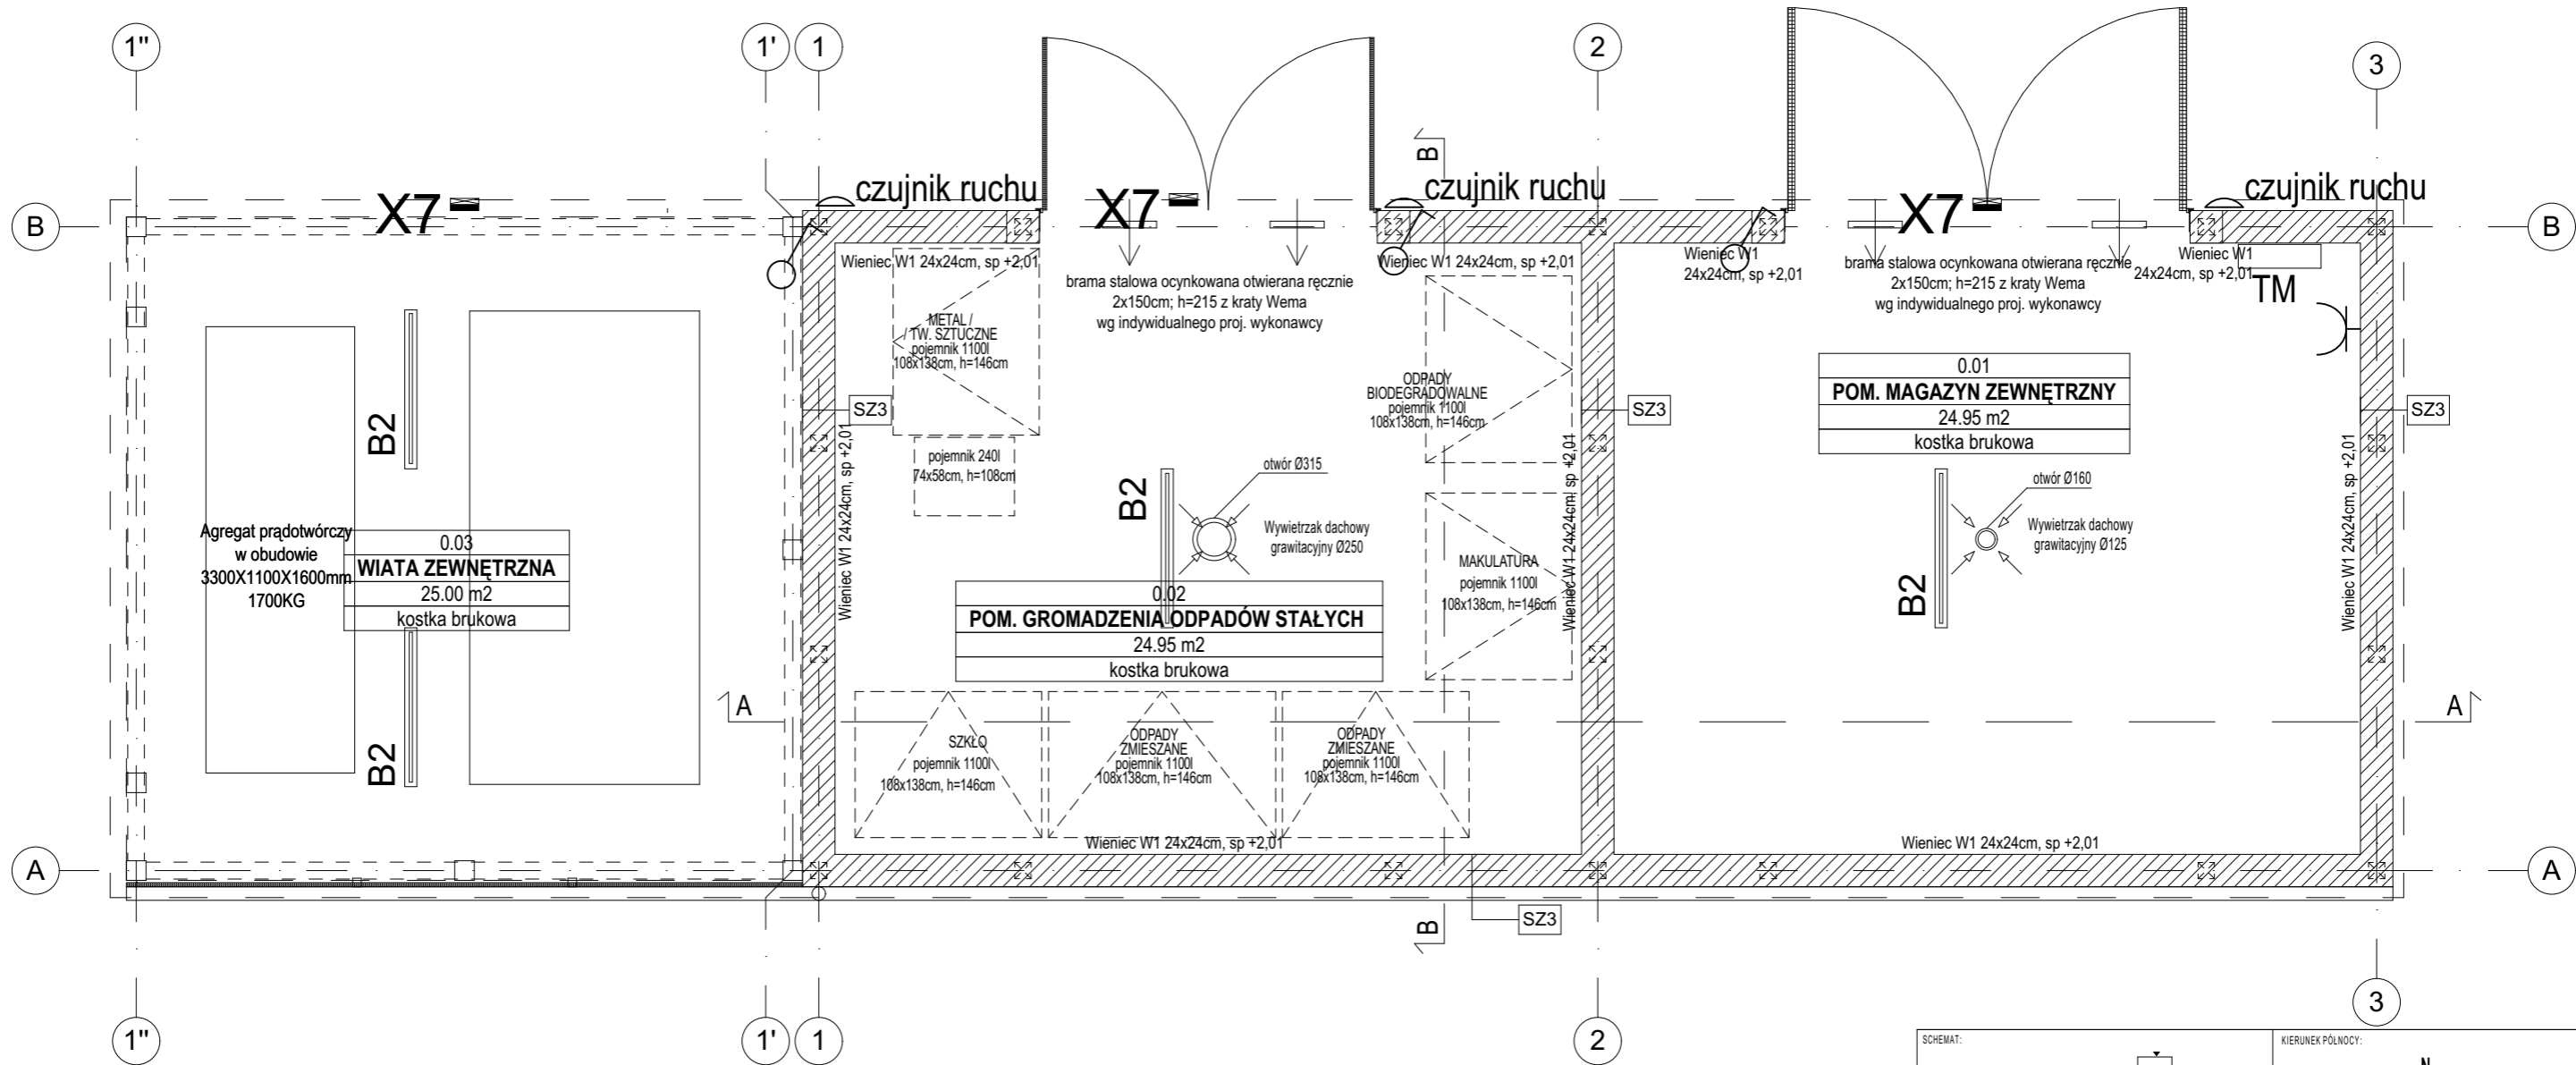 1"
1'
1
2
3
B
X7
czujnik ruchu
X7
B
czujnik ruchu
X7
czujnik ruchu
B
Wieniec W1 24x24cm, sp +2,01
brama stalowa ocynkowana otwierana ręcznie
2x150cm; h=215 z kraty Wema
wg indywidualnego proj. wykonawcy
Wieniec W1 24x24cm, sp +2,01
Wieniec W1
24x24cm, sp +2,01
brama stalowa ocynkowana otwierana ręcznie
2x150cm; h=215 z kraty Wema
wg indywidualnego proj. wykonawcy
Wieniec W1
24x24cm, sp +2,01
TM
METAL /
/ TW. SZTUCZNE
pojemnik 1100l
108x138cm, h=146cm
pojemnik 240l
74x58cm, h=108cm
ODPADY
BIODEGRADOWALNE
pojemnik 1100l
108x138cm, h=146cm
0.01
POM. MAGAZYN ZEWNĘTRZNY
24.95 m2
kostka brukowa
SZ3
SZ3
SZ3
B2
B2
B2
B2
Wieniec W1 24x24cm, sp +2,01
Wieniec W1 24x24cm, sp +2,01
Wieniec W1 24x24cm, sp +2,01
otwór Ø315
Wywietrzak dachowy
grawitacyjny Ø250
otwór Ø160
Wywietrzak dachowy
grawitacyjny Ø125
Agregat prądotwórczy
w obudowie
3300X1100X1600mm
1700KG
0.03
WIATA ZEWNĘTRZNA
25.00 m2
kostka brukowa
MAKULATURA
pojemnik 1100l
108x138cm, h=146cm
0.02
POM. GROMADZENIA ODPADÓW STAŁYCH
24.95 m2
kostka brukowa
A
A
SZKŁO
pojemnik 1100l
108x138cm, h=146cm
ODPADY
ZMIESZANE
pojemnik 1100l
108x138cm, h=146cm
ODPADY
ZMIESZANE
pojemnik 1100l
108x138cm, h=146cm
Wieniec W1 24x24cm, sp +2,01
Wieniec W1 24x24cm, sp +2,01
A
A
B
SZ3
1"
1'
1
2
3
SCHEMAT:
KIERUNEK PÓŁNOCY:
N